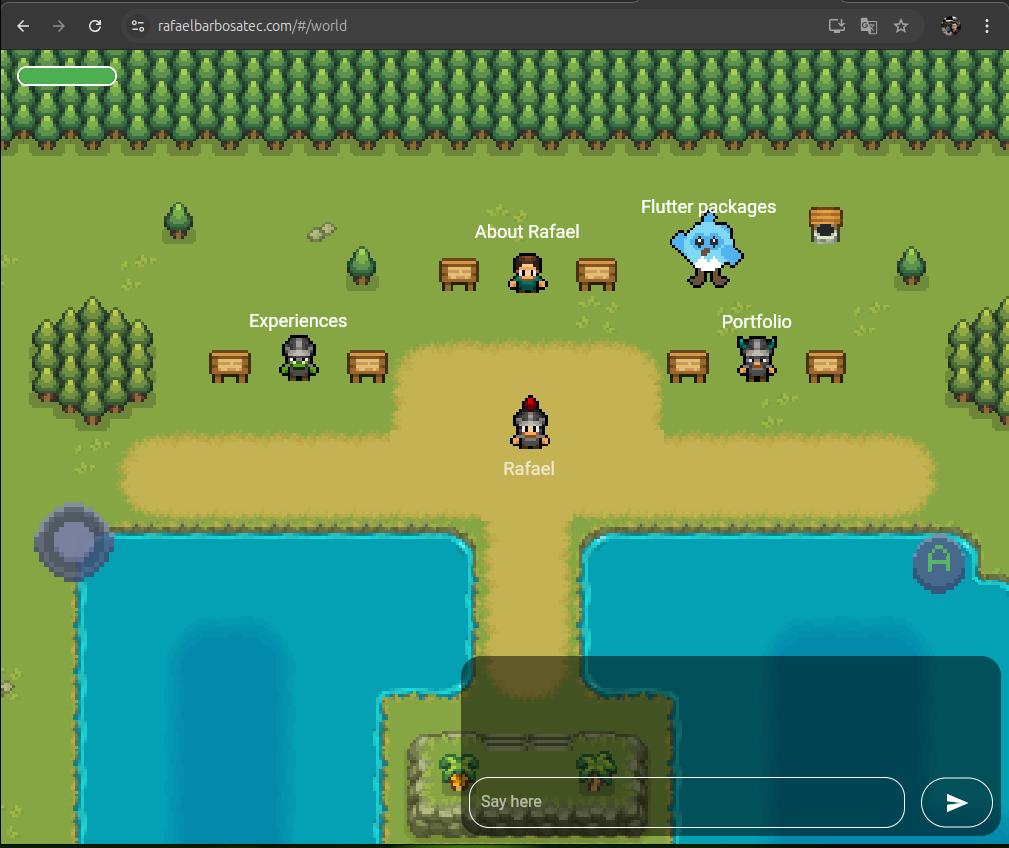 rafaelbarbosatec.com/#/world
Flutter packages
About Rafael
Experiences
Portfolio
Rafael
A
Say here